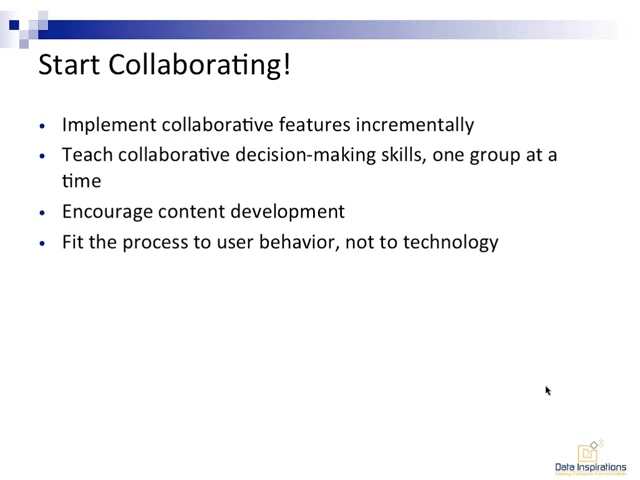 Start Collaborating!
• Implement collaborative features incrementally
• Teach collaborative decision-making skills, one group at a
time
• Encourage content development
• Fit the process to user behavior, not to technology
Data Inspirations